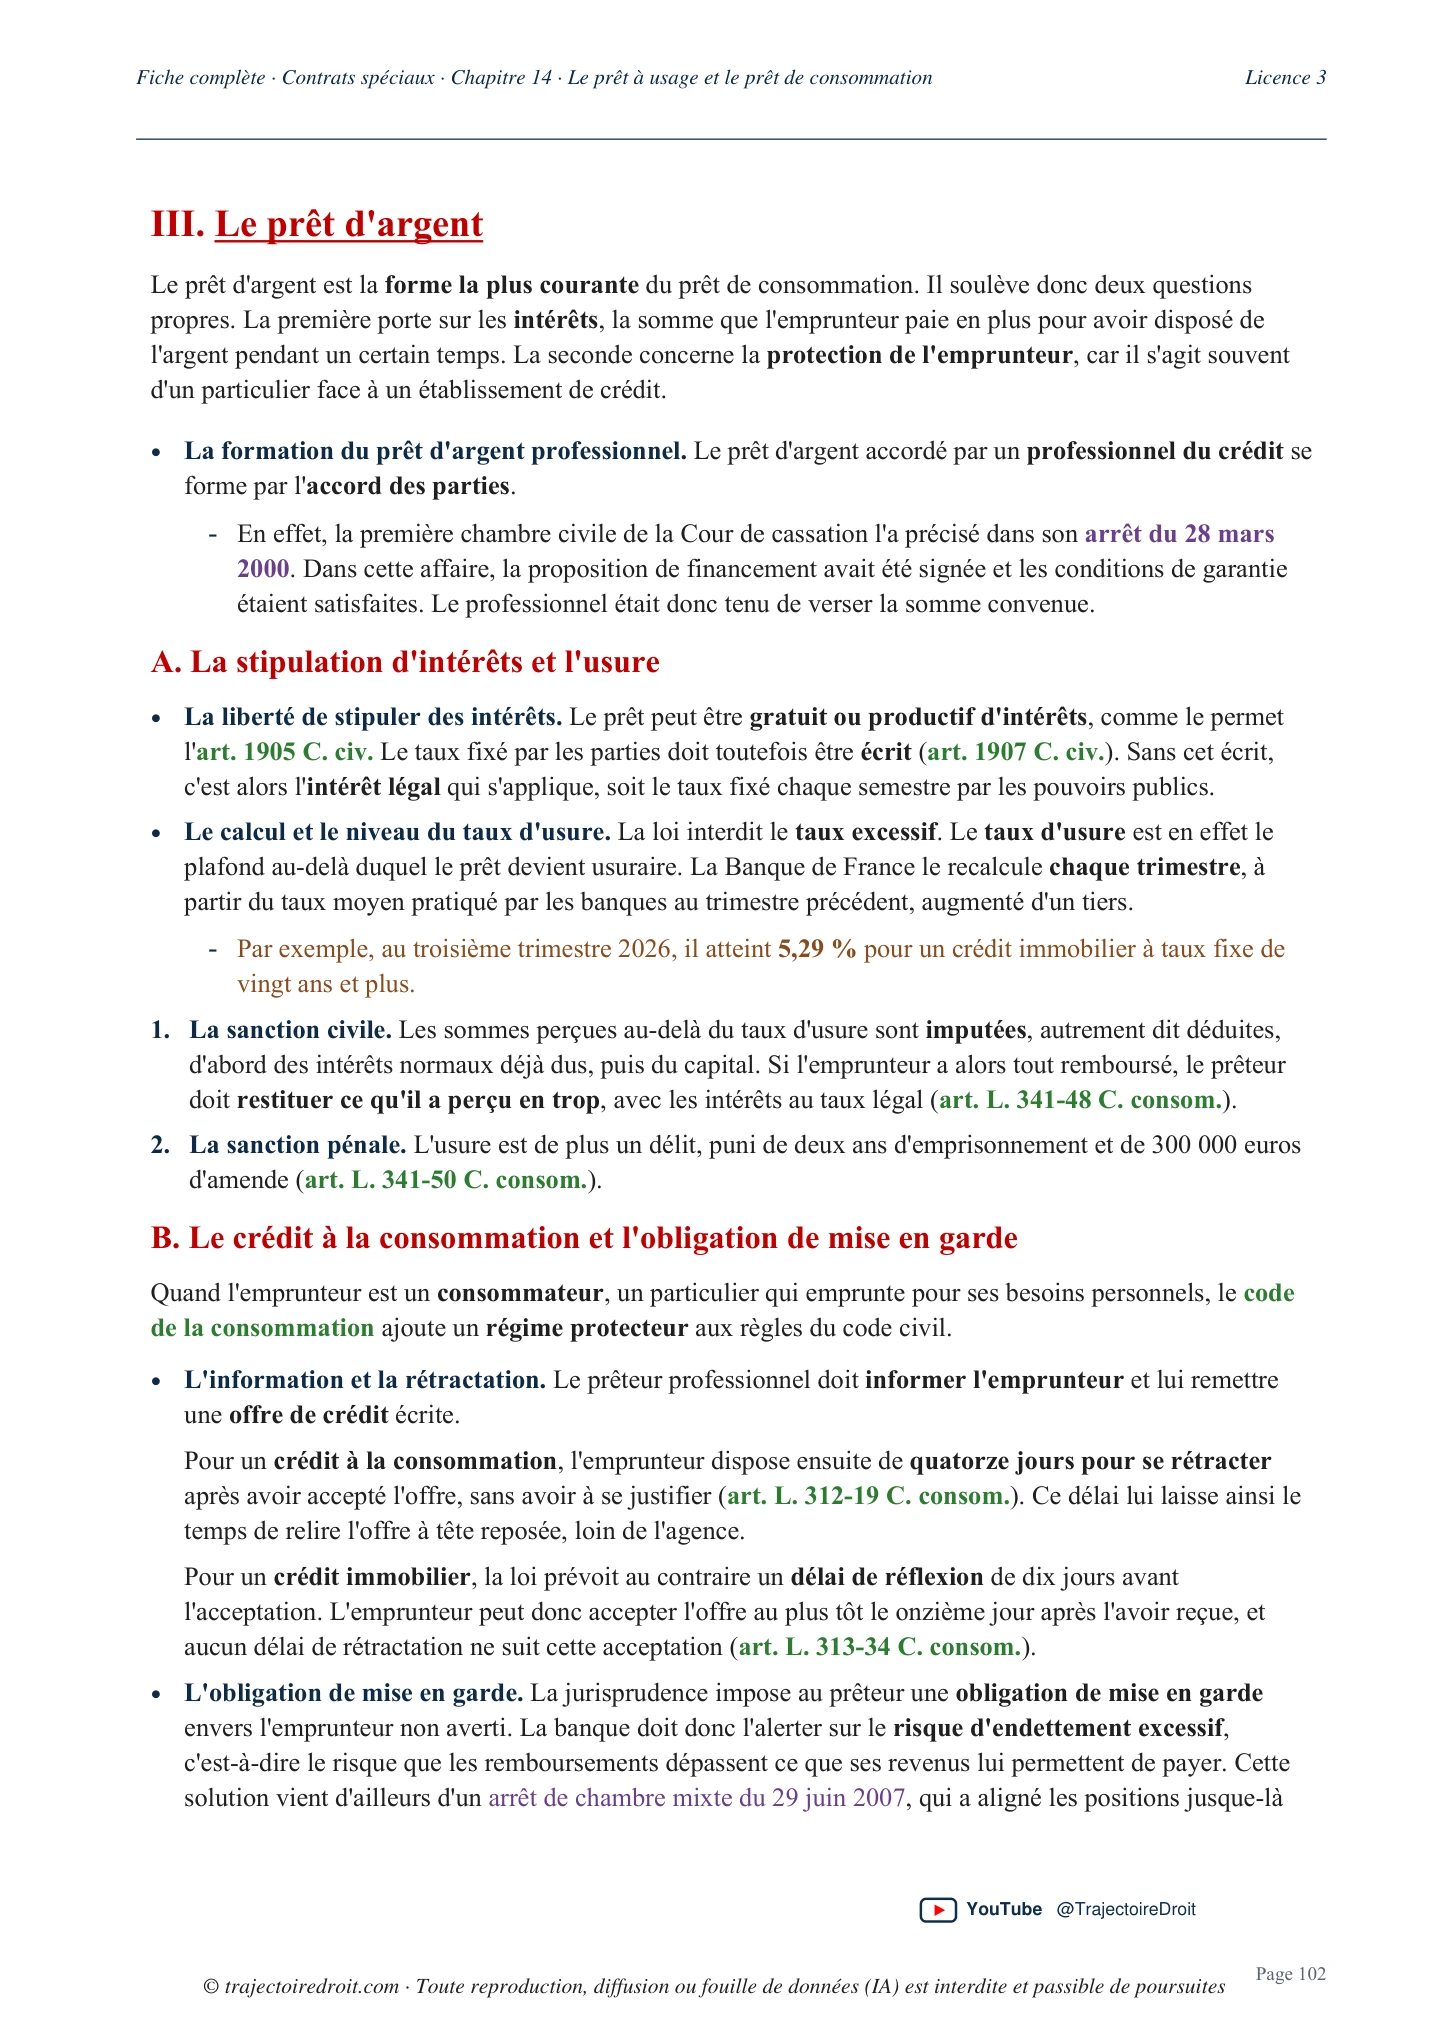 Fiche complète · Contrats spéciaux · Chapitre 14 · Le prêt à usage et le prêt de consommation Licence 3
III. Le prêt d'argent
Le prêt d'argent est la forme la plus courante du prêt de consommation. Il soulève donc deux questions
propres. La première porte sur les intérêts, la somme que l'emprunteur paie en plus pour avoir disposé de
l'argent pendant un certain temps. La seconde concerne la protection de l'emprunteur, car il s'agit souvent
d'un particulier face à un établissement de crédit.
• La formation du prêt d'argent professionnel. Le prêt d'argent accordé par un professionnel du crédit se
forme par l'accord des parties.
- En effet, la première chambre civile de la Cour de cassation l'a précisé dans son arrêt du 28 mars
2000. Dans cette affaire, la proposition de financement avait été signée et les conditions de garantie
étaient satisfaites. Le professionnel était donc tenu de verser la somme convenue.
A. La stipulation d'intérêts et l'usure
• La liberté de stipuler des intérêts. Le prêt peut être gratuit ou productif d'intérêts, comme le permet
l'art. 1905 C. civ. Le taux fixé par les parties doit toutefois être écrit (art. 1907 C. civ.). Sans cet écrit,
c'est alors l'intérêt légal qui s'applique, soit le taux fixé chaque semestre par les pouvoirs publics.
• Le calcul et le niveau du taux d'usure. La loi interdit le taux excessif. Le taux d'usure est en effet le
plafond au-delà duquel le prêt devient usuraire. La Banque de France le recalcule chaque trimestre, à
partir du taux moyen pratiqué par les banques au trimestre précédent, augmenté d'un tiers.
- Par exemple, au troisième trimestre 2026, il atteint 5,29 % pour un crédit immobilier à taux fixe de
vingt ans et plus.
1. La sanction civile. Les sommes perçues au-delà du taux d'usure sont imputées, autrement dit déduites,
d'abord des intérêts normaux déjà dus, puis du capital. Si l'emprunteur a alors tout remboursé, le prêteur
doit restituer ce qu'il a perçu en trop, avec les intérêts au taux légal (art. L. 341-48 C. consom.).
2. La sanction pénale. L'usure est de plus un délit, puni de deux ans d'emprisonnement et de 300 000 euros
d'amende (art. L. 341-50 C. consom.).
B. Le crédit à la consommation et l'obligation de mise en garde
Quand l'emprunteur est un consommateur, un particulier qui emprunte pour ses besoins personnels, le code
de la consommation ajoute un régime protecteur aux règles du code civil.
• L'information et la rétractation. Le prêteur professionnel doit informer l'emprunteur et lui remettre
une offre de crédit écrite.
Pour un crédit à la consommation, l'emprunteur dispose ensuite de quatorze jours pour se rétracter
après avoir accepté l'offre, sans avoir à se justifier (art. L. 312-19 C. consom.). Ce délai lui laisse ainsi le
temps de relire l'offre à tête reposée, loin de l'agence.
Pour un crédit immobilier, la loi prévoit au contraire un délai de réflexion de dix jours avant
l'acceptation. L'emprunteur peut donc accepter l'offre au plus tôt le onzième jour après l'avoir reçue, et
aucun délai de rétractation ne suit cette acceptation (art. L. 313-34 C. consom.).
• L'obligation de mise en garde. La jurisprudence impose au prêteur une obligation de mise en garde
envers l'emprunteur non averti. La banque doit donc l'alerter sur le risque d'endettement excessif,
c'est-à-dire le risque que les remboursements dépassent ce que ses revenus lui permettent de payer. Cette
solution vient d'ailleurs d'un arrêt de chambre mixte du 29 juin 2007, qui a aligné les positions jusque-là
YouTube @TrajectoireDroit
© trajectoiredroit.com · Toute reproduction, diffusion ou fouille de données (IA) est interdite et passible de poursuites Page 102